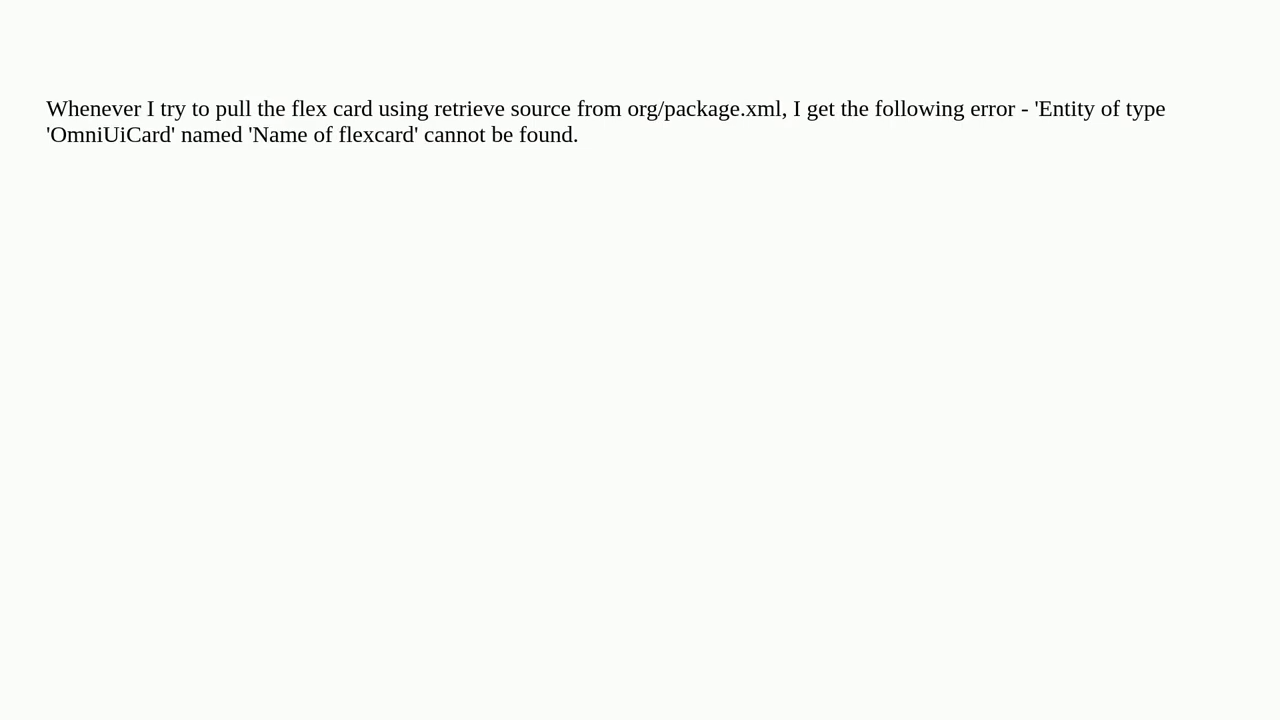 Whenever I try to pull the flex card using retrieve source from org/package.xml, I get the following error - 'Entity of type
'OmniUiCard' named 'Name of flexcard' cannot be found.